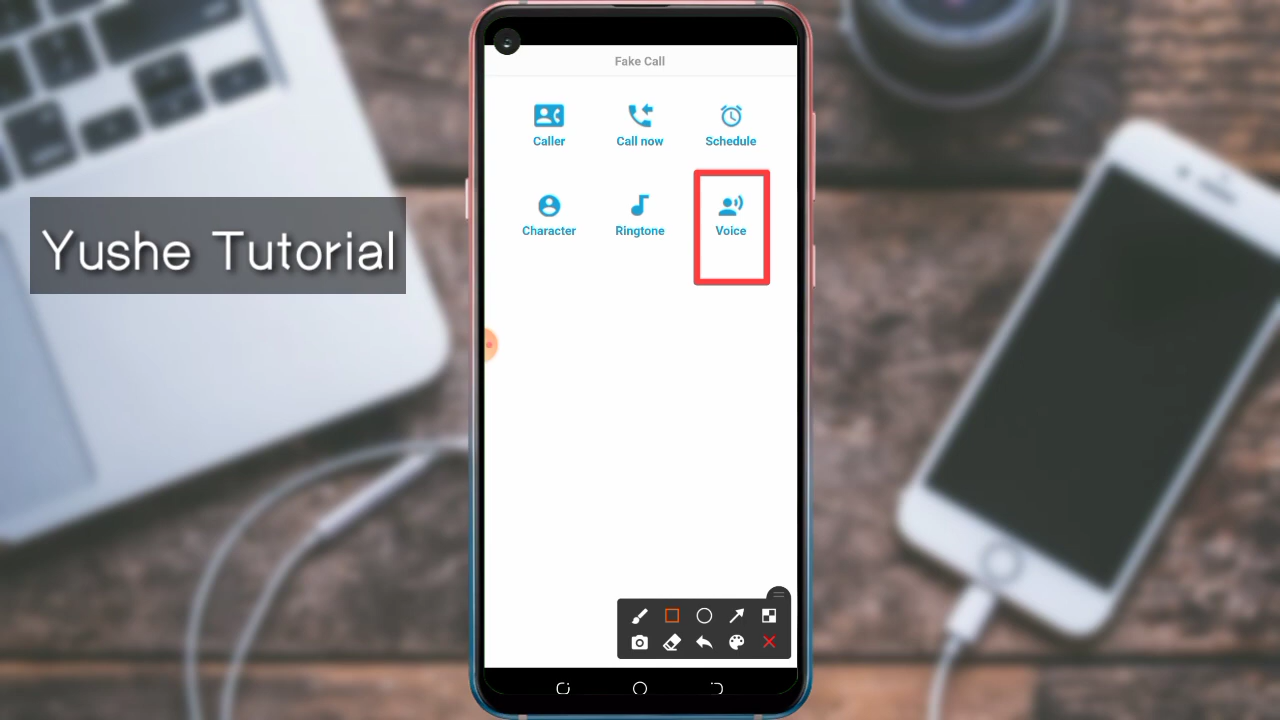 Fake Call
Caller
Call now
Schedule
Yushe Tutorial
Character
Ringtone
Voice